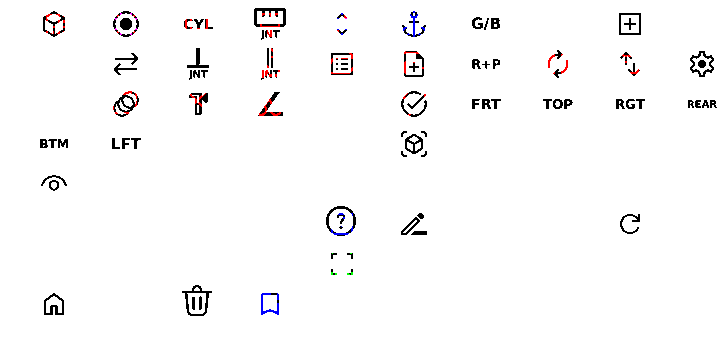 CYL JNT G/B
JNT JNT R+P
FRT TOP RGT REAR
BTM LFT
?